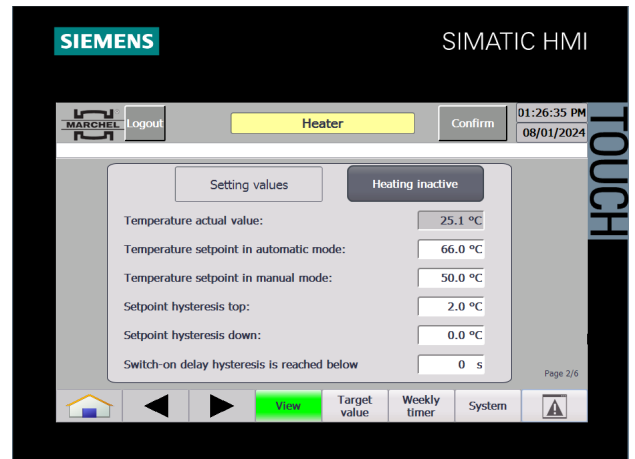 SIEMENS
SIMATIC HMI
TOUCH
MARCHEL
Logout
Heater
Confirm
01:26:35 PM
08/01/2024
Setting values
Heating inactive
Temperature actual value: 25.1 °C
Temperature setpoint in automatic mode: 66.0 °C
Temperature setpoint in manual mode: 50.0 °C
Setpoint hysteresis top: 2.0 °C
Setpoint hysteresis down: 0.0 °C
Switch-on delay hysteresis is reached below 0 s
Page 2/6
View
Target
value
Weekly
timer
System
A